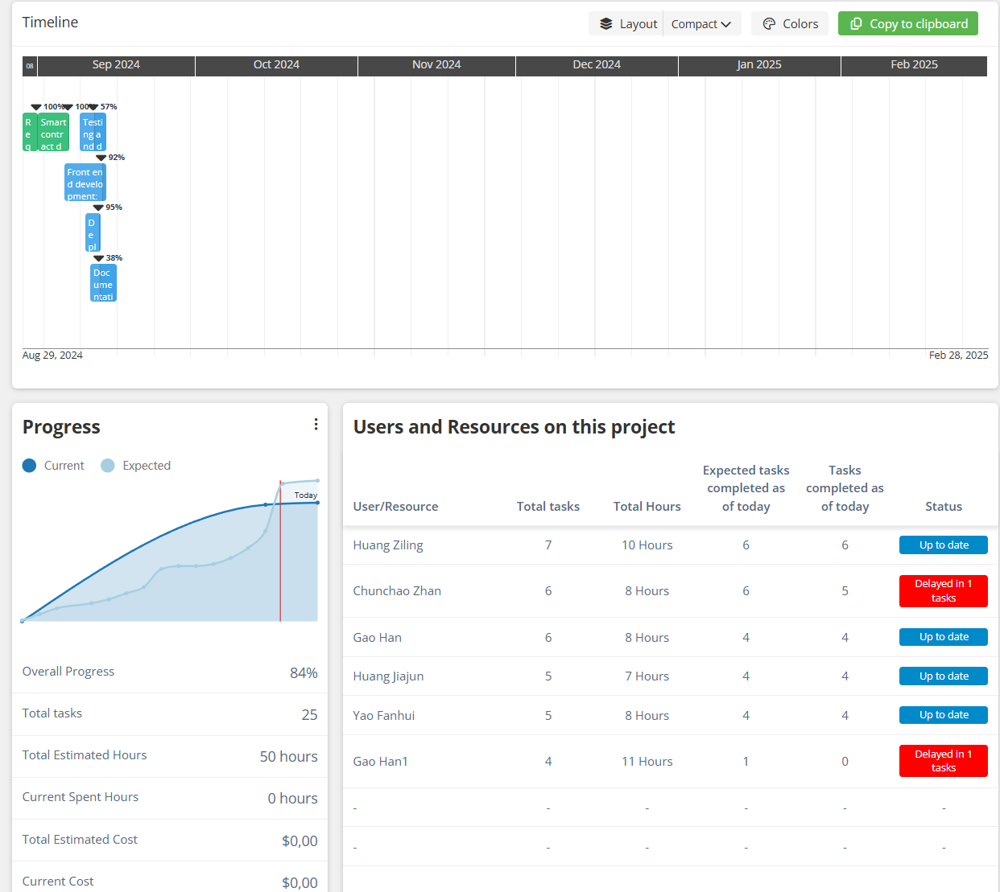 Timeline
Layout Compact
Colors
Copy to clipboard
08 Sep 2024 Oct 2024 Nov 2024 Dec 2024 Jan 2025 Feb 2025
100% 100% 57%
R
e
q
Smart
contr
act d
Testi
ng a
nd d
92%
Front en
d develo
pment:
95%
D
e
pl
38%
Doc
ume
ntati
Aug 29, 2024 Feb 28, 2025
Progress
Current Expected
Today
Overall Progress 84%
Total tasks 25
Total Estimated Hours 50 hours
Current Spent Hours 0 hours
Total Estimated Cost $0,00
Current Cost $0,00
Users and Resources on this project
User/Resource Total tasks Total Hours Expected tasks completed as of today Tasks completed as of today Status
Huang Ziling 7 10 Hours 6 6 Up to date
Chunchao Zhan 6 8 Hours 6 5 Delayed in 1 tasks
Gao Han 6 8 Hours 4 4 Up to date
Huang Jiajun 5 7 Hours 4 4 Up to date
Yao Fanhui 5 8 Hours 4 4 Up to date
Gao Han1 4 11 Hours 1 0 Delayed in 1 tasks
- - - - - -
- - - - - -